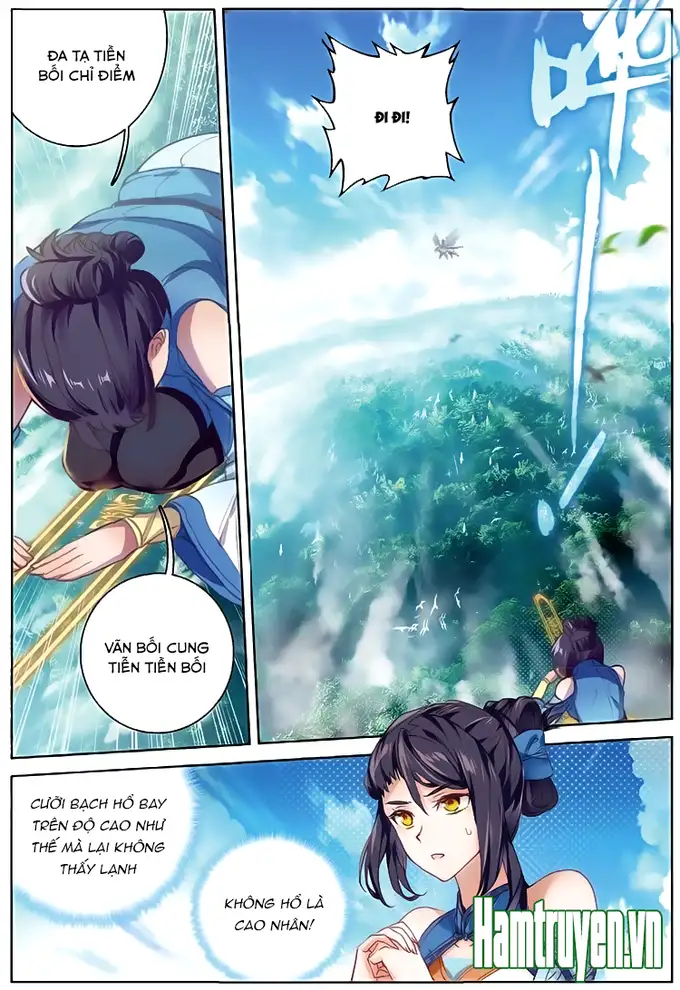 ĐA TẠ TIỀN
BỐI CHỈ ĐIỂM
ĐI ĐI!
哗
VÃN BỐI CUNG
TIỄN TIỀN BỐI
CƯỠI BẠCH HỔ BAY
TRÊN ĐỘ CAO NHƯ
THẾ MÀ LẠI KHÔNG
THẤY LẠNH
KHÔNG HỔ LÀ
CAO NHÂN!
Hamtruyen.vn